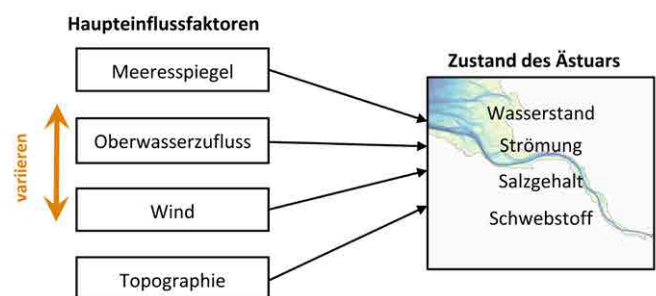 Haupteinflussfaktoren
Meeresspiegel
Oberwasserzufluss
Wind
Topographie
variieren
Zustand des Ästuars
Wasserstand
Strömung
Salzgehalt
Schwebstoff